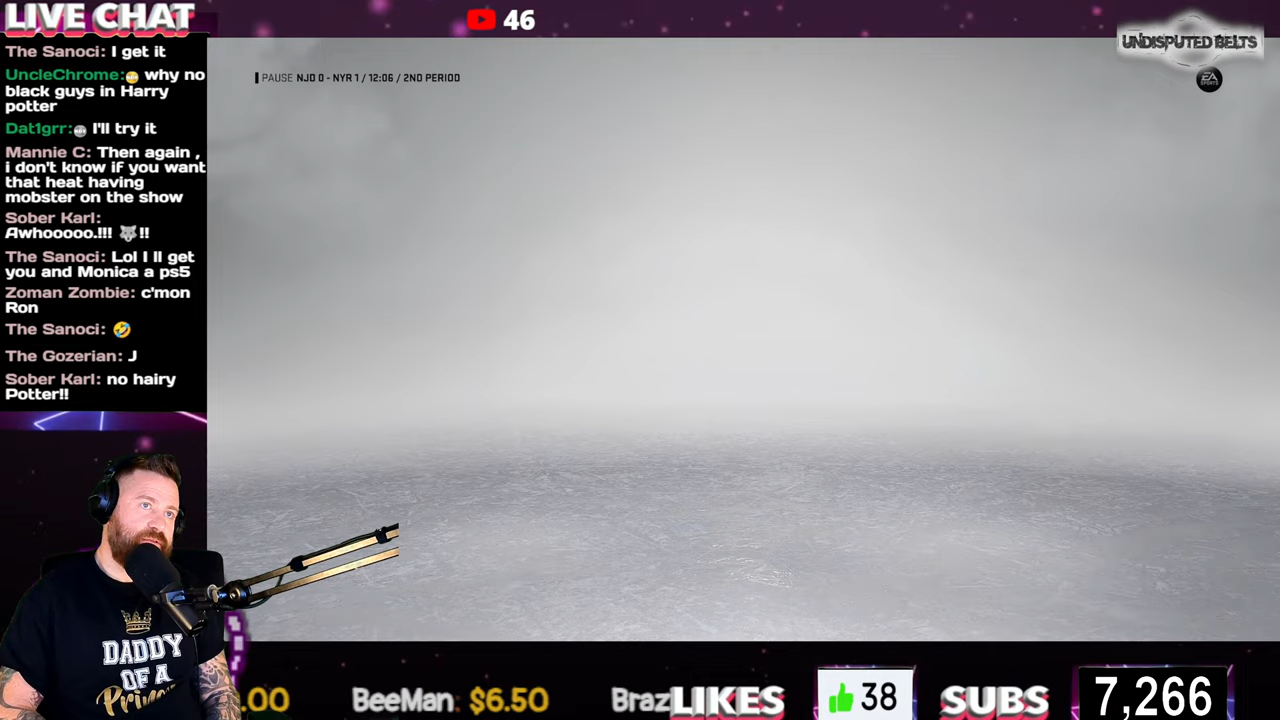 LIVE CHAT
46
UNDISPUTED BELTS
EA
SPORTS
PAUSE NJD 0 - NYR 1 / 12:06 / 2ND PERIOD
The Sanoci: I get it
UncleChrome: why no
black guys in Harry
potter
Dat1grr: I'll try it
Mannie C: Then again ,
i don't know if you want
that heat having
mobster on the show
Sober Karl:
Awhooooo.!!! 🐺!!
The Sanoci: Lol I ll get
you and Monica a ps5
Zoman Zombie: c'mon
Ron
The Sanoci: 🤣
The Gozerian: J
Sober Karl: no hairy
Potter!!
DADDY
OF A
.00 BeeMan: $6.50 Braz
LIKES 38 SUBS 7,266